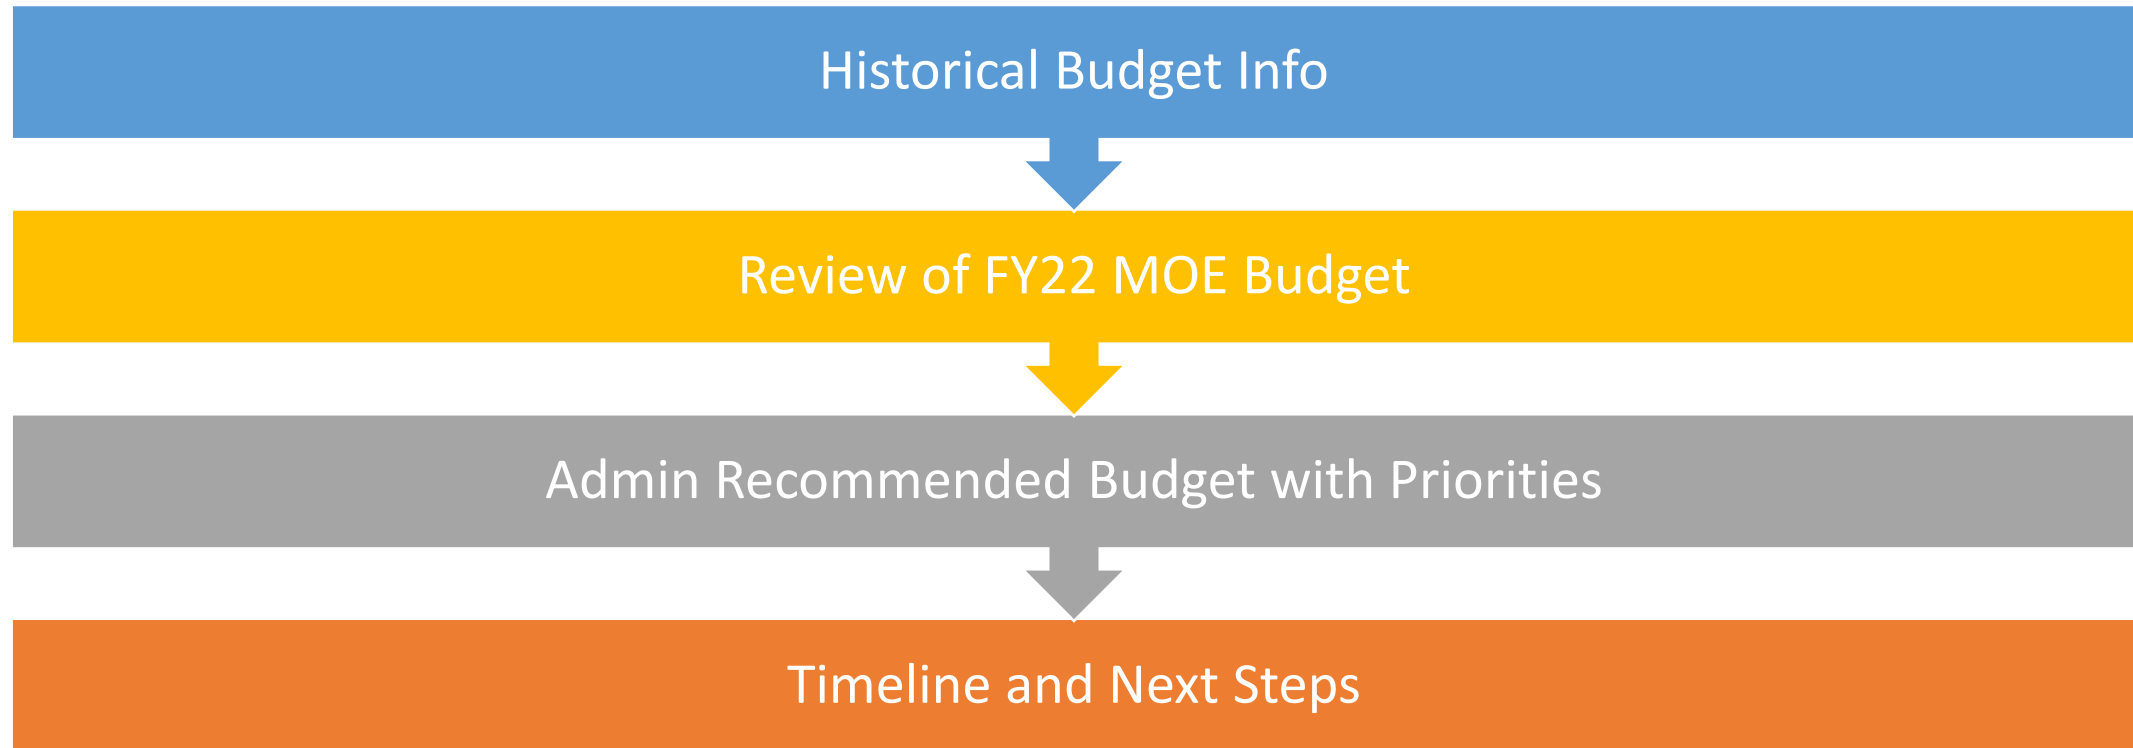 Historical Budget Info
Review of FY22 MOE Budget
Admin Recommended Budget with Priorities
Timeline and Next Steps